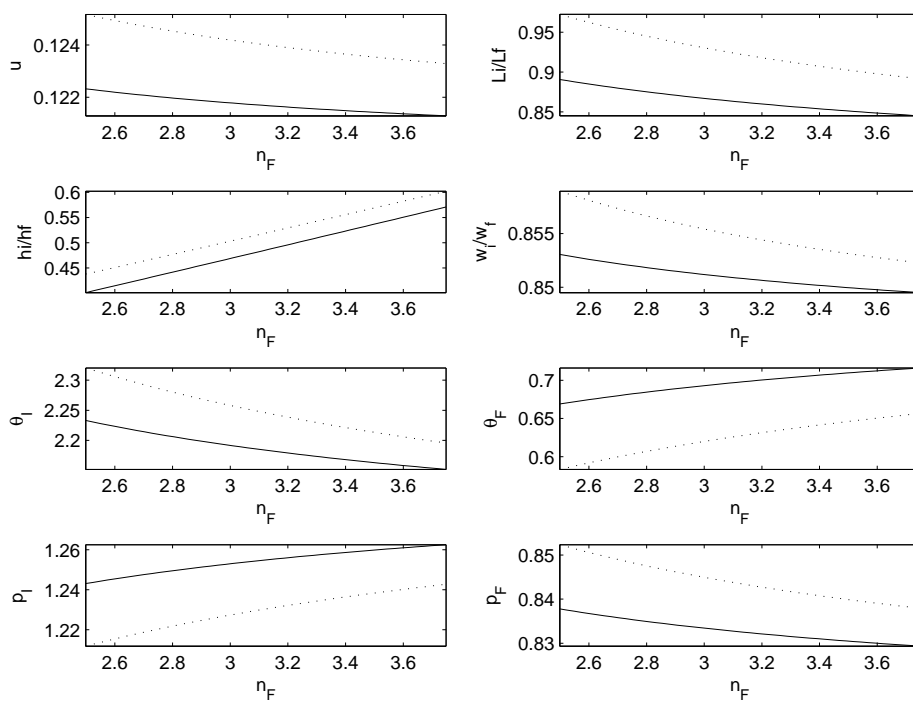 0.124
0.122
u
2.6 2.8 3 3.2 3.4 3.6
n_F
0.95
0.9
0.85
Li/Lf
2.6 2.8 3 3.2 3.4 3.6
n_F
0.6
0.55
0.5
0.45
hi/hf
2.6 2.8 3 3.2 3.4 3.6
n_F
0.855
0.85
w_i/w_f
2.6 2.8 3 3.2 3.4 3.6
n_F
2.3
2.25
2.2
θ_I
2.6 2.8 3 3.2 3.4 3.6
n_F
0.7
0.65
0.6
θ_F
2.6 2.8 3 3.2 3.4 3.6
n_F
1.26
1.24
1.22
p_I
2.6 2.8 3 3.2 3.4 3.6
n_F
0.85
0.84
0.83
p_F
2.6 2.8 3 3.2 3.4 3.6
n_F